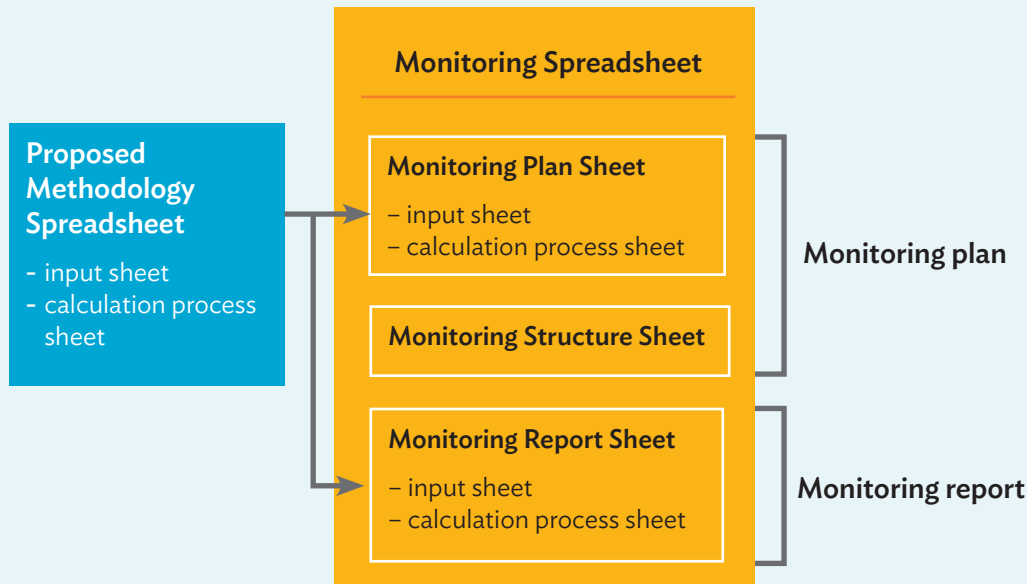 Monitoring Spreadsheet
Proposed
Methodology
Spreadsheet
- input sheet
- calculation process
sheet
Monitoring Plan Sheet
– input sheet
– calculation process sheet
Monitoring Structure Sheet
Monitoring plan
Monitoring Report Sheet
– input sheet
– calculation process sheet
Monitoring report